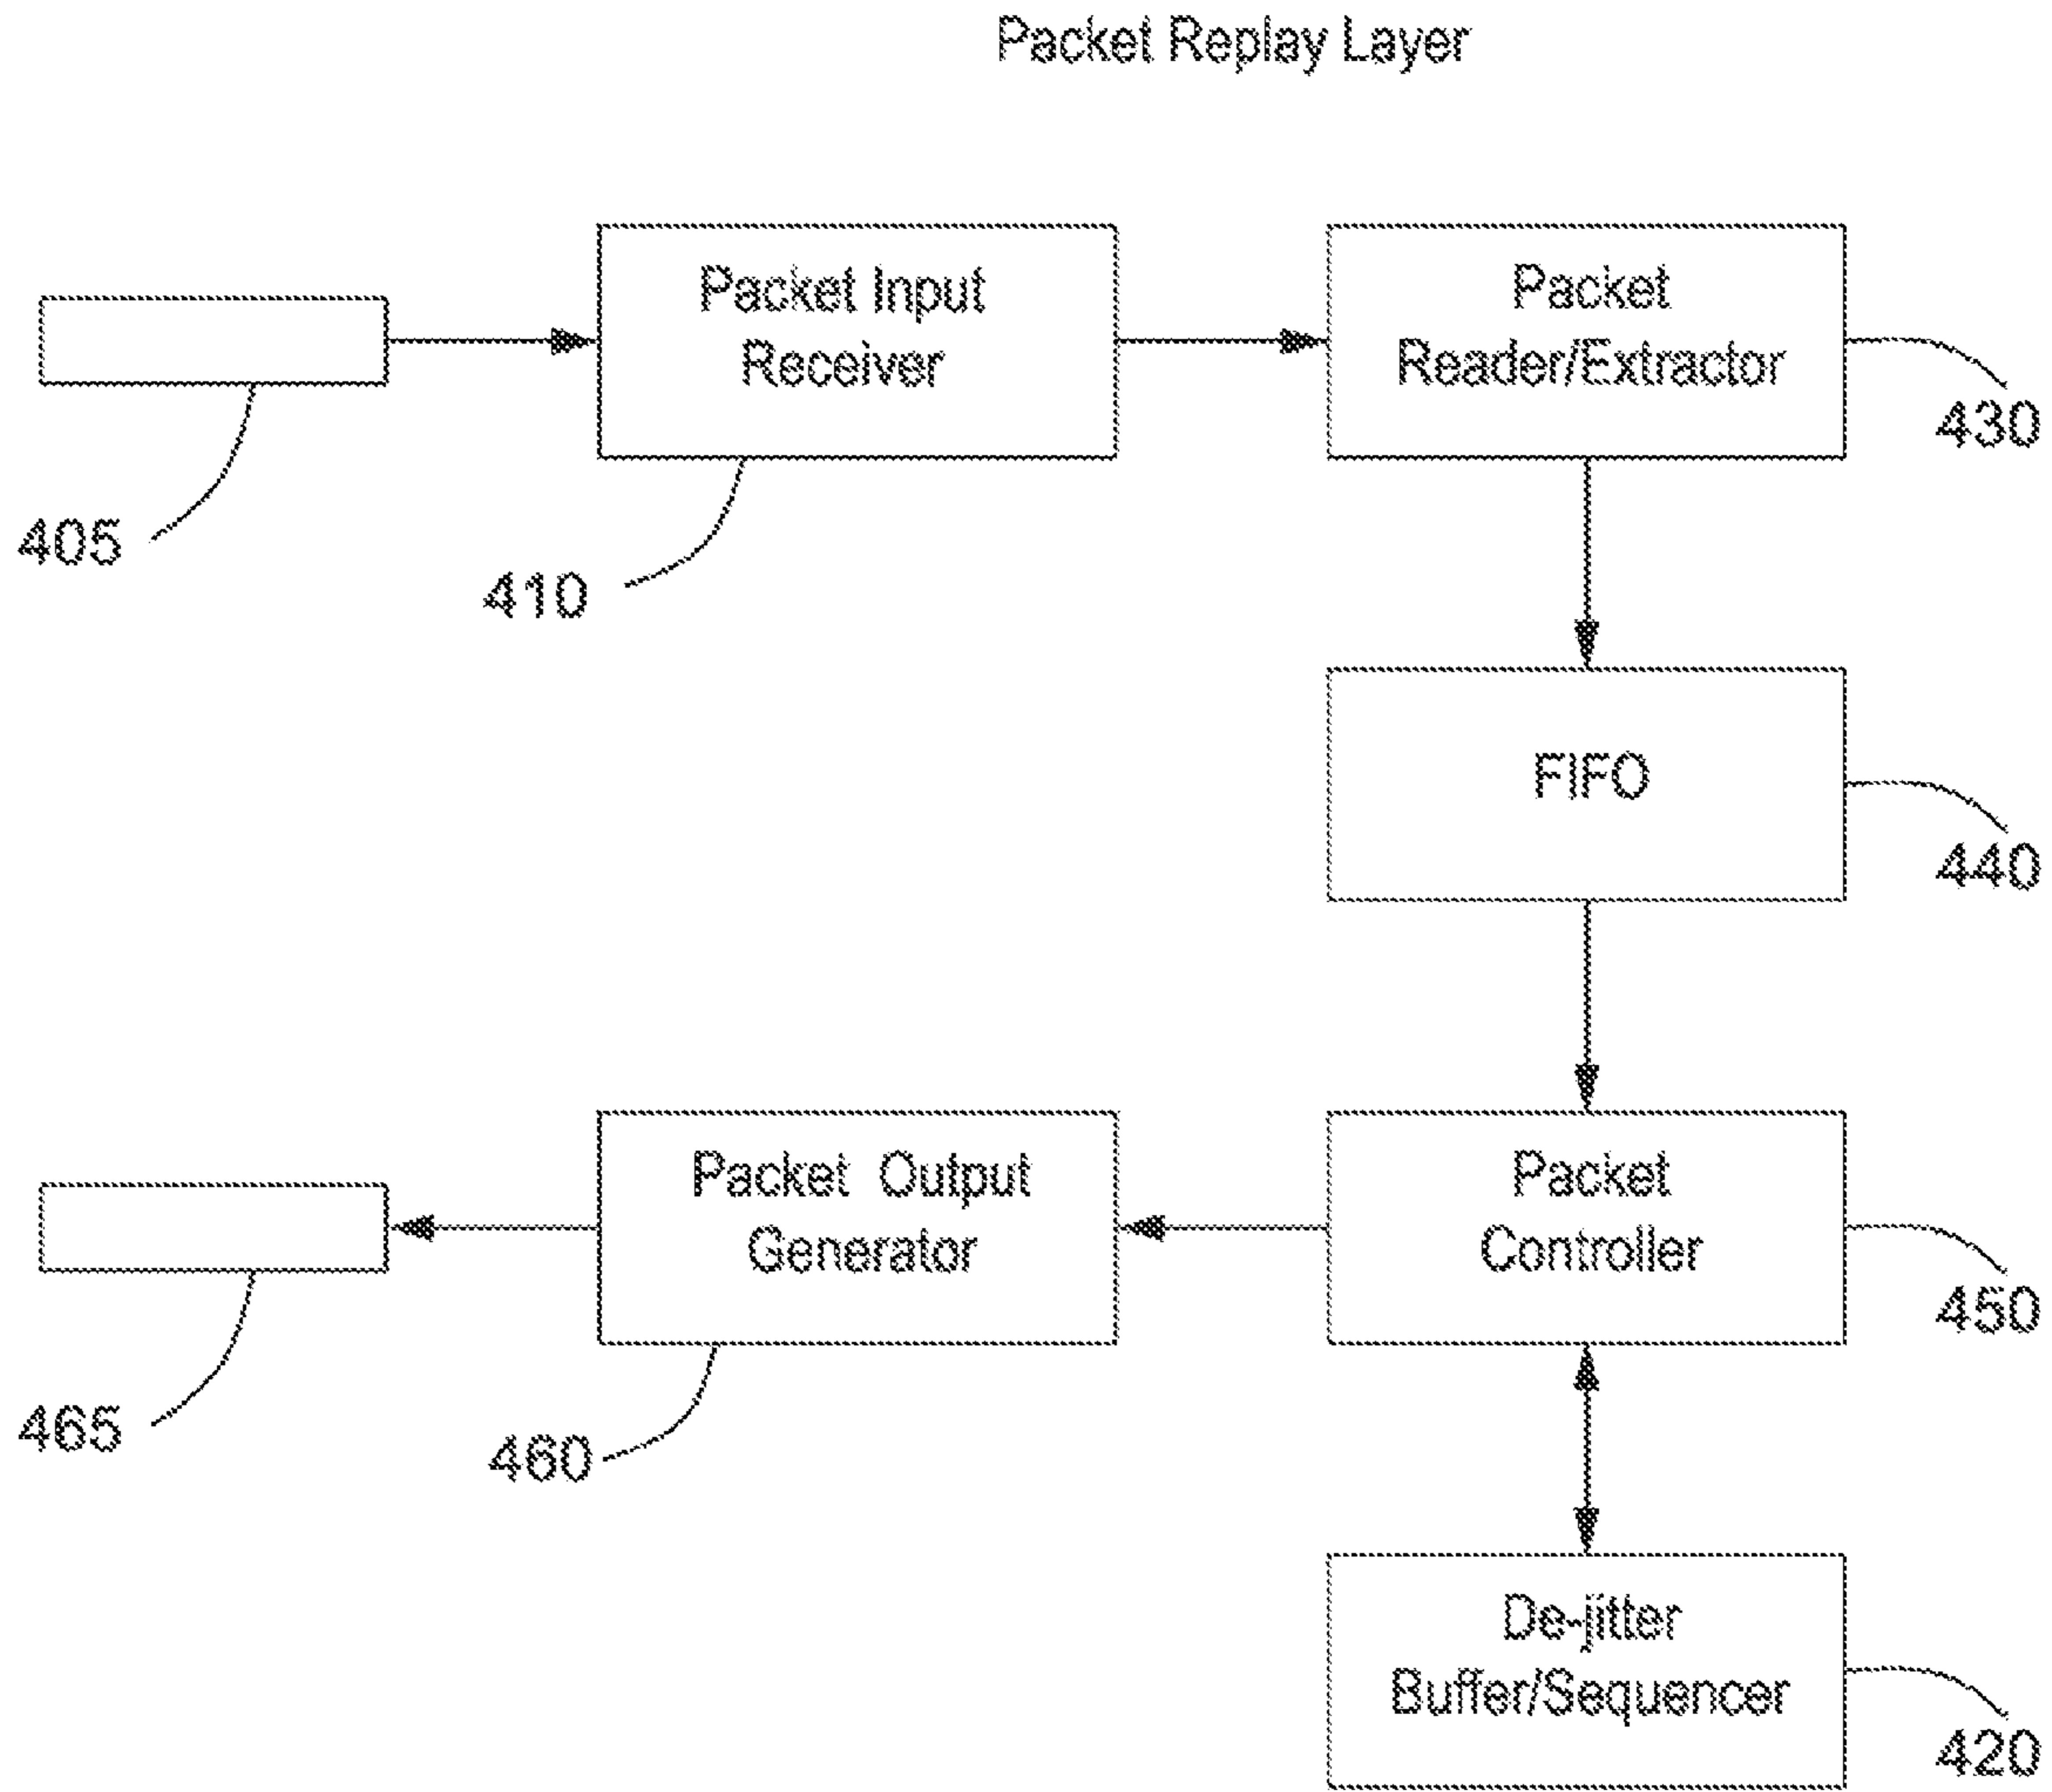 Packet Replay Layer
Packet Input
Receiver
Packet
Reader/Extractor
430
405
410
FIFO
440
Packet Output
Generator
Packet
Controller
450
465
460
De-jitter
Buffer/Sequencer
420